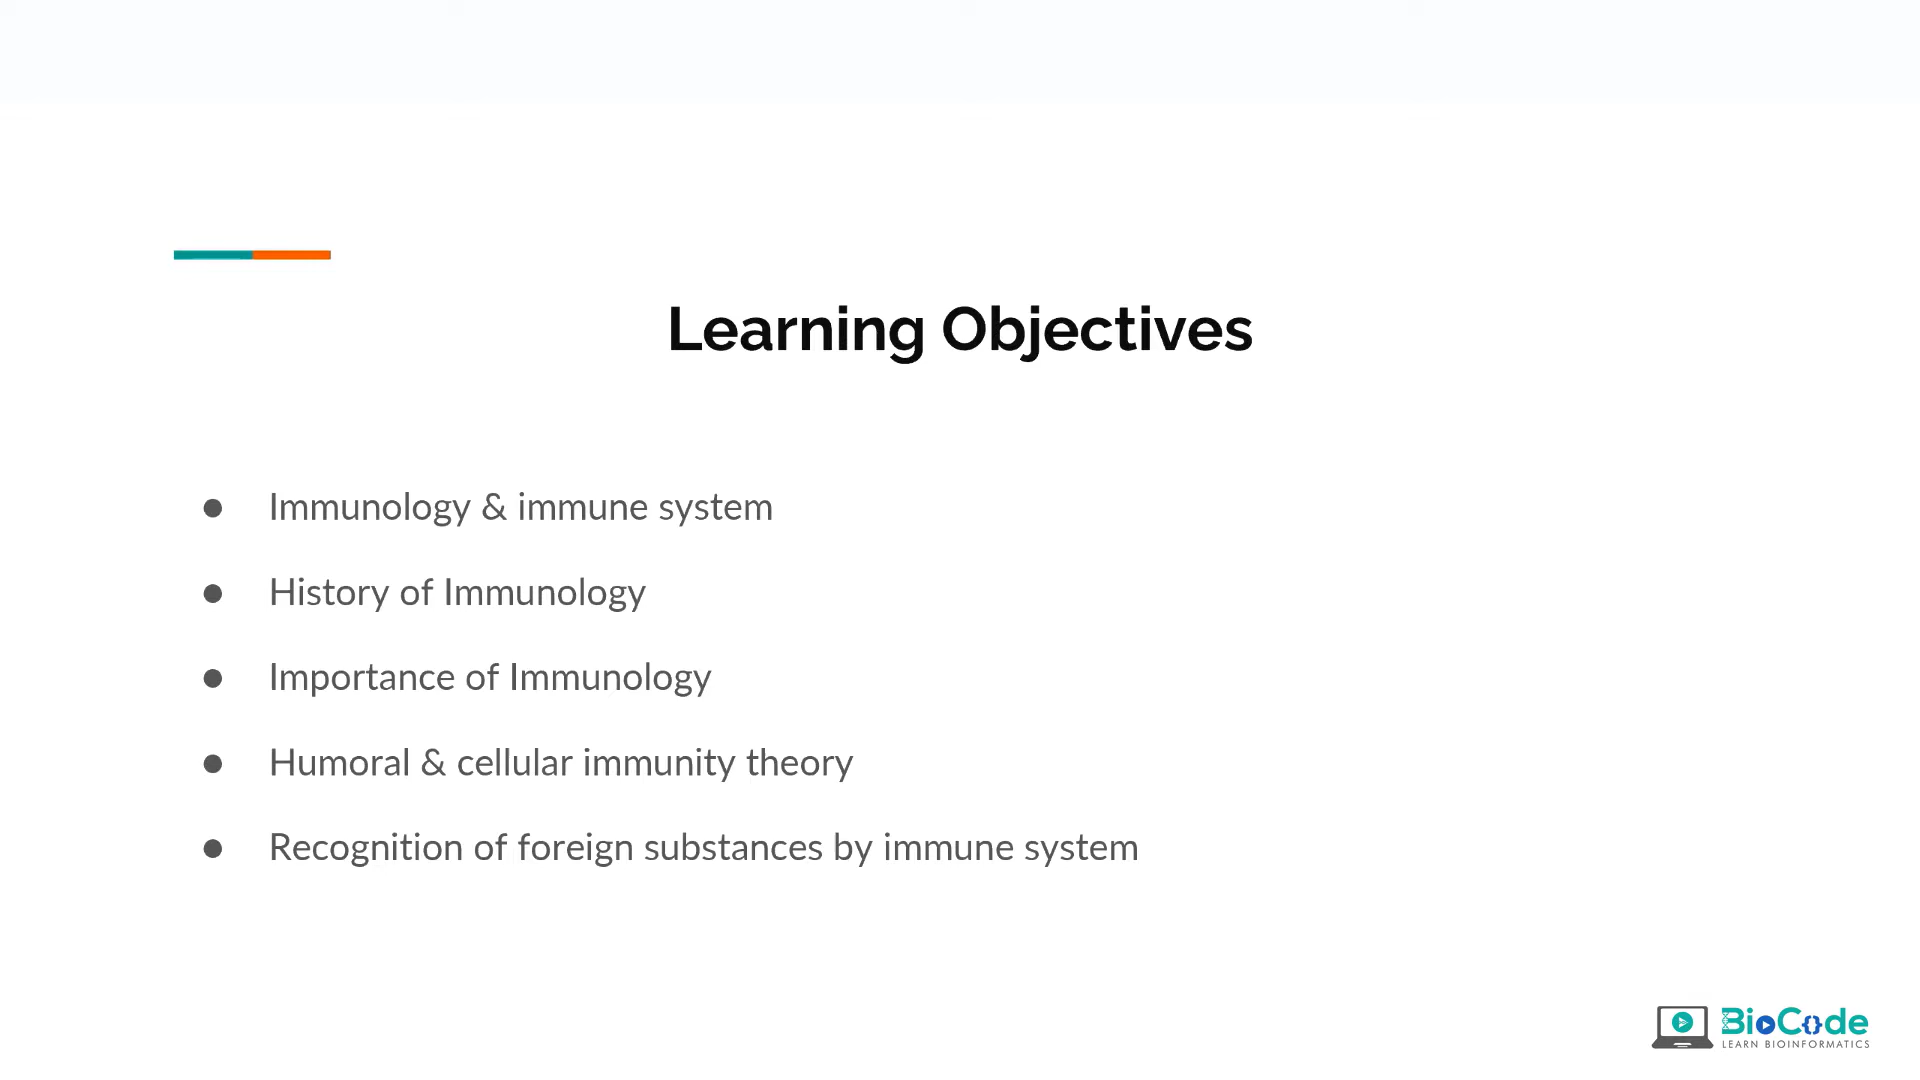 Learning Objectives
● Immunology & immune system
● History of Immunology
● Importance of Immunology
● Humoral & cellular immunity theory
● Recognition of foreign substances by immune system
BioCode
LEARN BIOINFORMATICS